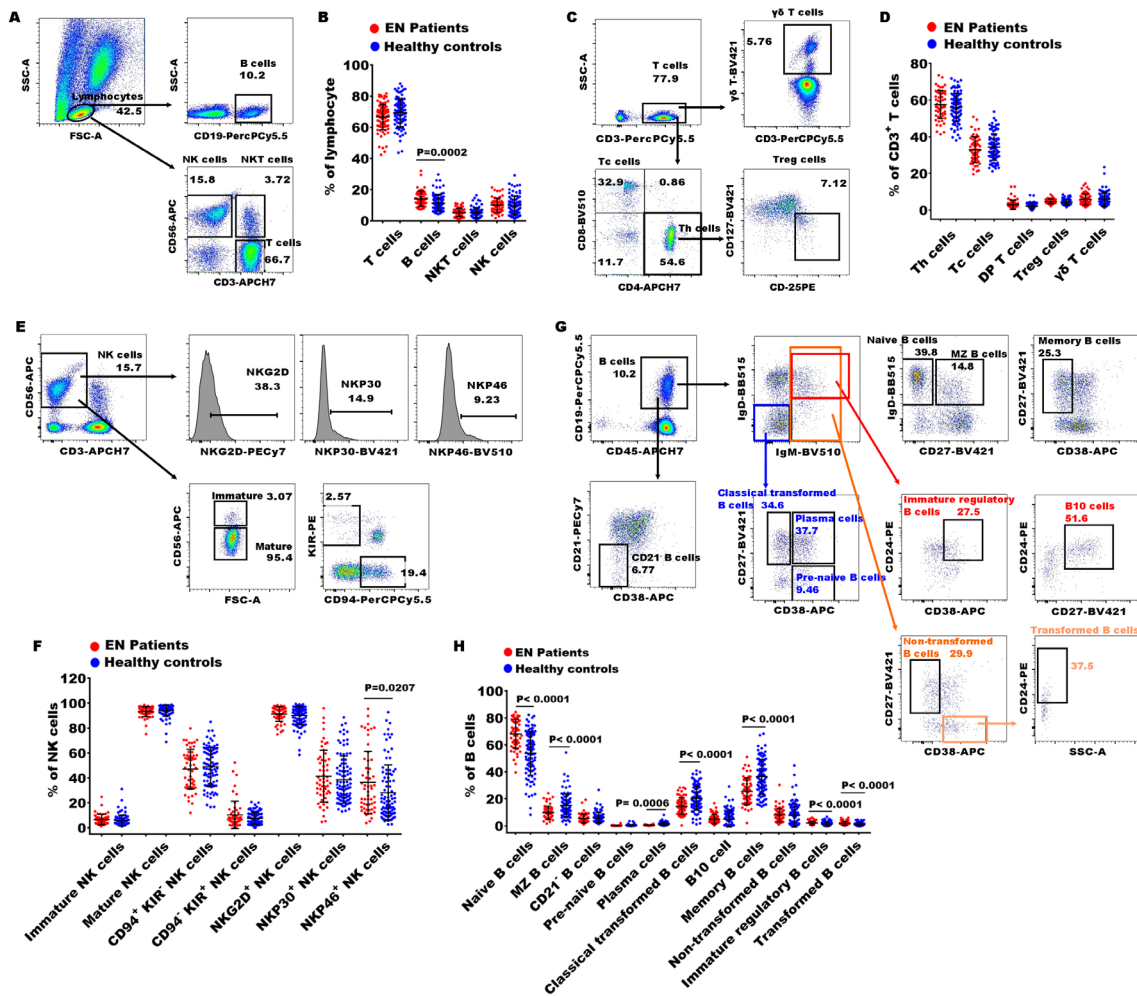 A
SSC-A
Lymphocytes
42.5
FSC-A
SSC-A
B cells
10.2
CD19-PercPCy5.5
NK cells
NKT cells
15.8
3.72
CD56-APC
T cells
66.7
CD3-APCH7
B
EN Patients
Healthy controls
% of lymphocyte
100
80
60
40
20
0
P=0.0002
T cells
B cells
NKT cells
NK cells
C
SSC-A
T cells
77.9
CD3-PercPCy5.5
γδ T cells
5.76
γδ T-BV421
CD3-PerCPCy5.5
Tc cells
32.9
0.86
CD8-BV510
Th cells
11.7
54.6
CD4-APCH7
Treg cells
7.12
CD127-BV421
CD-25PE
D
EN Patients
Healthy controls
% of CD3+ T cells
80
60
40
20
0
Th cells
Tc cells
DP T cells
Treg cells
γδ T cells
E
CD56-APC
NK cells
15.7
CD3-APCH7
NKG2D
38.3
NKG2D-PECy7
NKP30
14.9
NKP30-BV421
NKP46
9.23
NKP46-BV510
Immature 3.07
CD56-APC
Mature
95.4
FSC-A
2.57
KIR-PE
19.4
CD94-PerCPCy5.5
F
EN Patients
Healthy controls
% of NK cells
120
100
80
60
40
20
0
P=0.0207
Immature NK cells
Mature NK cells
CD94+ KIR- NK cells
CD94- KIR+ NK cells
NKG2D+ NK cells
NKP30+ NK cells
NKP46+ NK cells
G
CD19-PerCPCy5.5
B cells
10.2
CD45-APCH7
IgD-BB515
IgM-BV510
Naive B cells
39.8
MZ B cells
14.8
IgD-BB515
CD27-BV421
Memory B cells
25.3
CD27-BV421
CD38-APC
CD21-PECy7
CD21- B cells
6.77
CD38-APC
Classical transformed
B cells 34.6
Plasma cells
37.7
CD27-BV421
Pre-naive B cells
9.46
CD38-APC
Immature regulatory
B cells 27.5
CD24-PE
CD38-APC
B10 cells
51.6
CD24-PE
CD27-BV421
Non-transformed
B cells 29.9
CD27-BV421
CD38-APC
Transformed B cells
37.5
CD24-PE
SSC-A
H
EN Patients
Healthy controls
% of B cells
100
80
60
40
20
0
P< 0.0001
P< 0.0001
P= 0.0006
P< 0.0001
P< 0.0001
P< 0.0001
P< 0.0001
Naive B cells
MZ B cells
CD21- B cells
Pre-naive B cells
Plasma cells
Classical transformed B cells
B10 cell
Memory B cells
Non-transformed B cells
Immature regulatory B cells
Transformed B cells